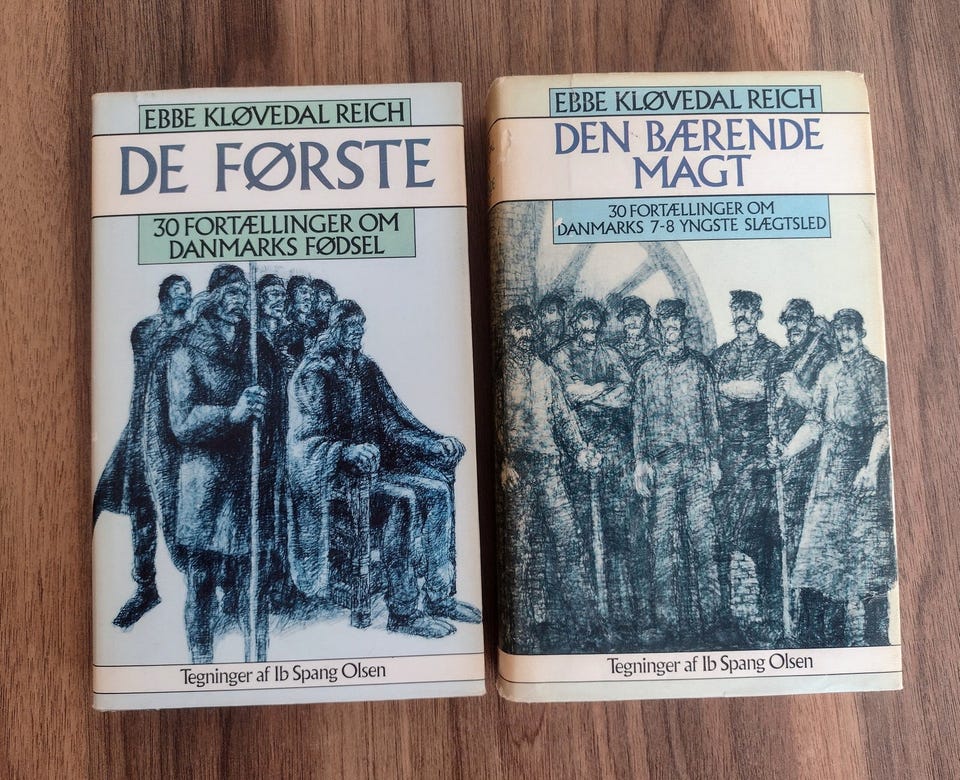 EBBE KLØVEDAL REICH
DE FØRSTE
30 FORTÆLLINGER OM
DANMARKS FØDSEL
Tegninger af Ib Spang Olsen
EBBE KLØVEDAL REICH
DEN BÆRENDE
MAGT
30 FORTÆLLINGER OM
DANMARKS 7-8 YNGSTE SLÆGTSLED
Tegninger af Ib Spang Olsen